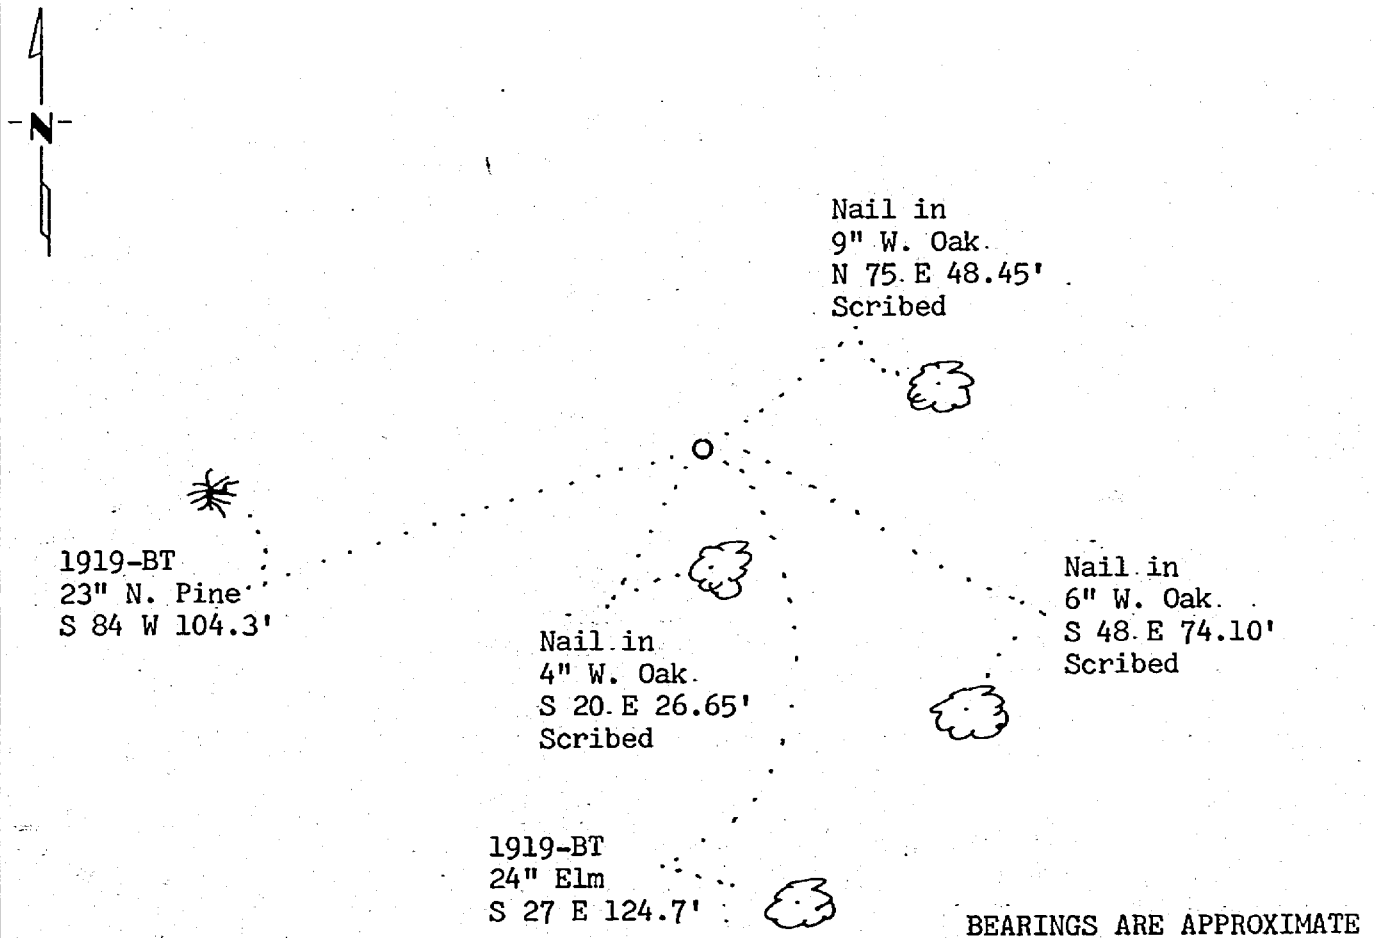 N
Nail in
9" W. Oak
N 75 E 48.45'
Scribed
1919-BT
23" N. Pine
S 84 W 104.3'
Nail in
4" W. Oak
S 20 E 26.65'
Scribed
Nail in
6" W. Oak
S 48 E 74.10'
Scribed
1919-BT
24" Elm
S 27 E 124.7'
BEARINGS ARE APPROXIMATE